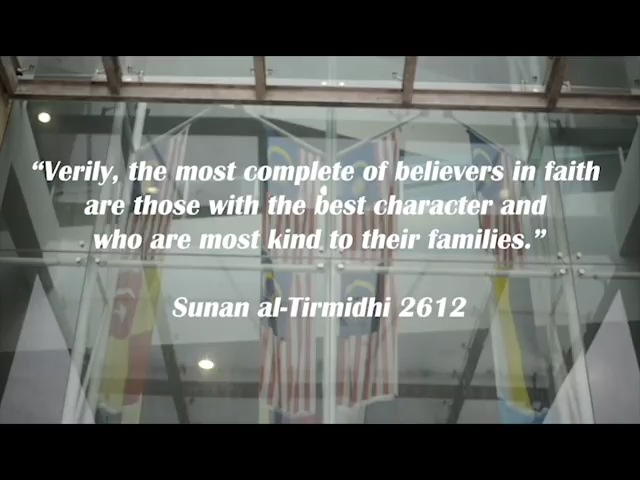 “Verily, the most complete of believers in faith
are those with the best character and
who are most kind to their families.”
Sunan al-Tirmidhi 2612